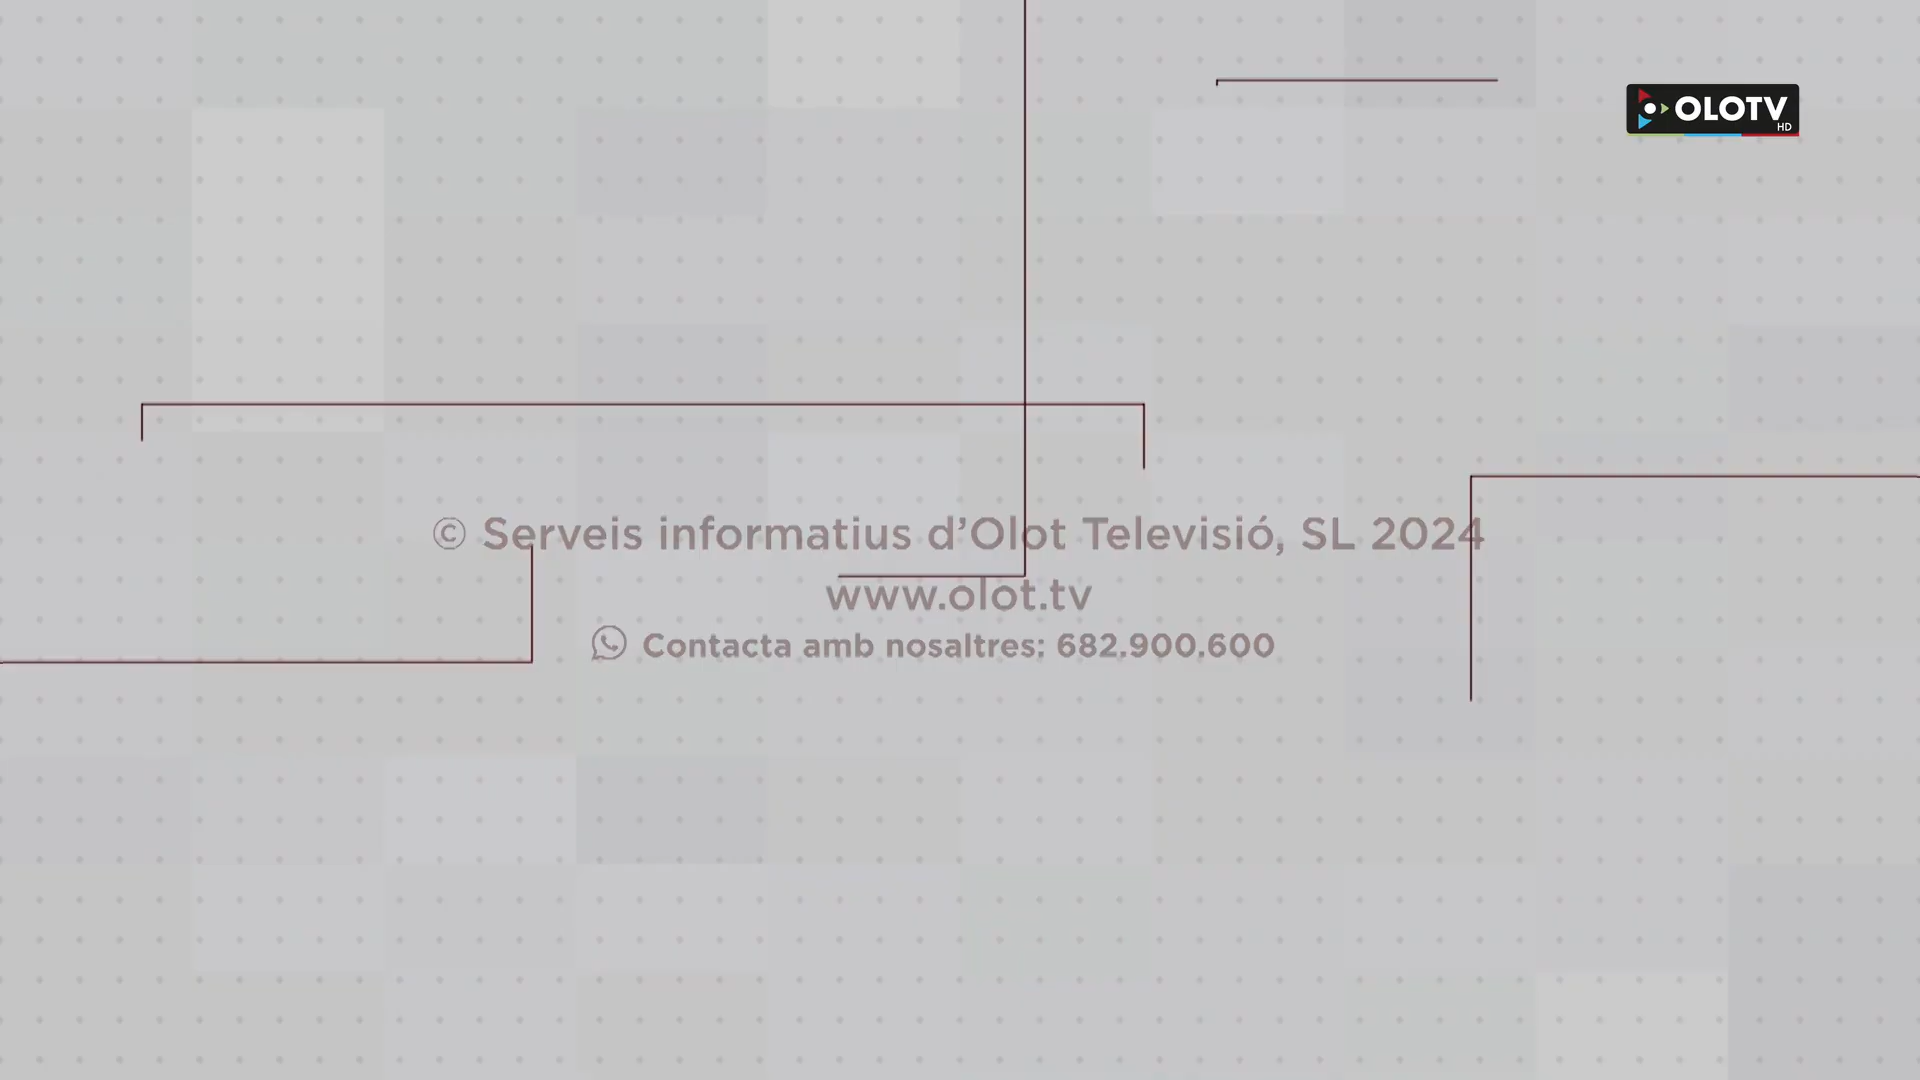 OLOTV
HD
© Serveis informatius d’Olot Televisió, SL 2024
www.olot.tv
Contacta amb nosaltres: 682.900.600